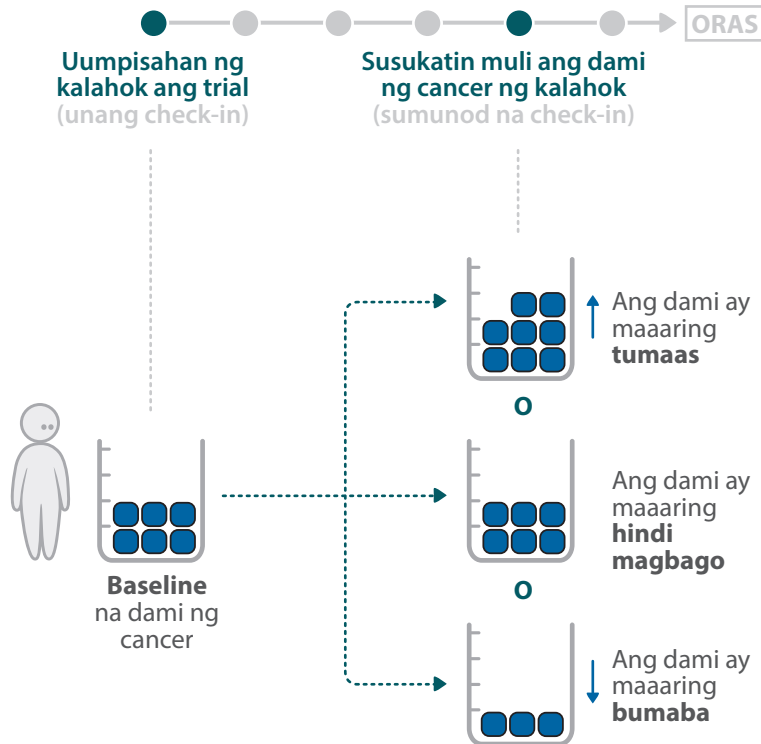 ORAS
Uumpisahan ng
kalahok ang trial
(unang check-in)
Susukatin muli ang dami
ng cancer ng kalahok
(sumunod na check-in)
Ang dami ay
maaaring
tumaas
O
Ang dami ay
maaaring
hindi
magbago
Baseline
na dami ng
cancer
O
Ang dami ay
maaaring
bumaba